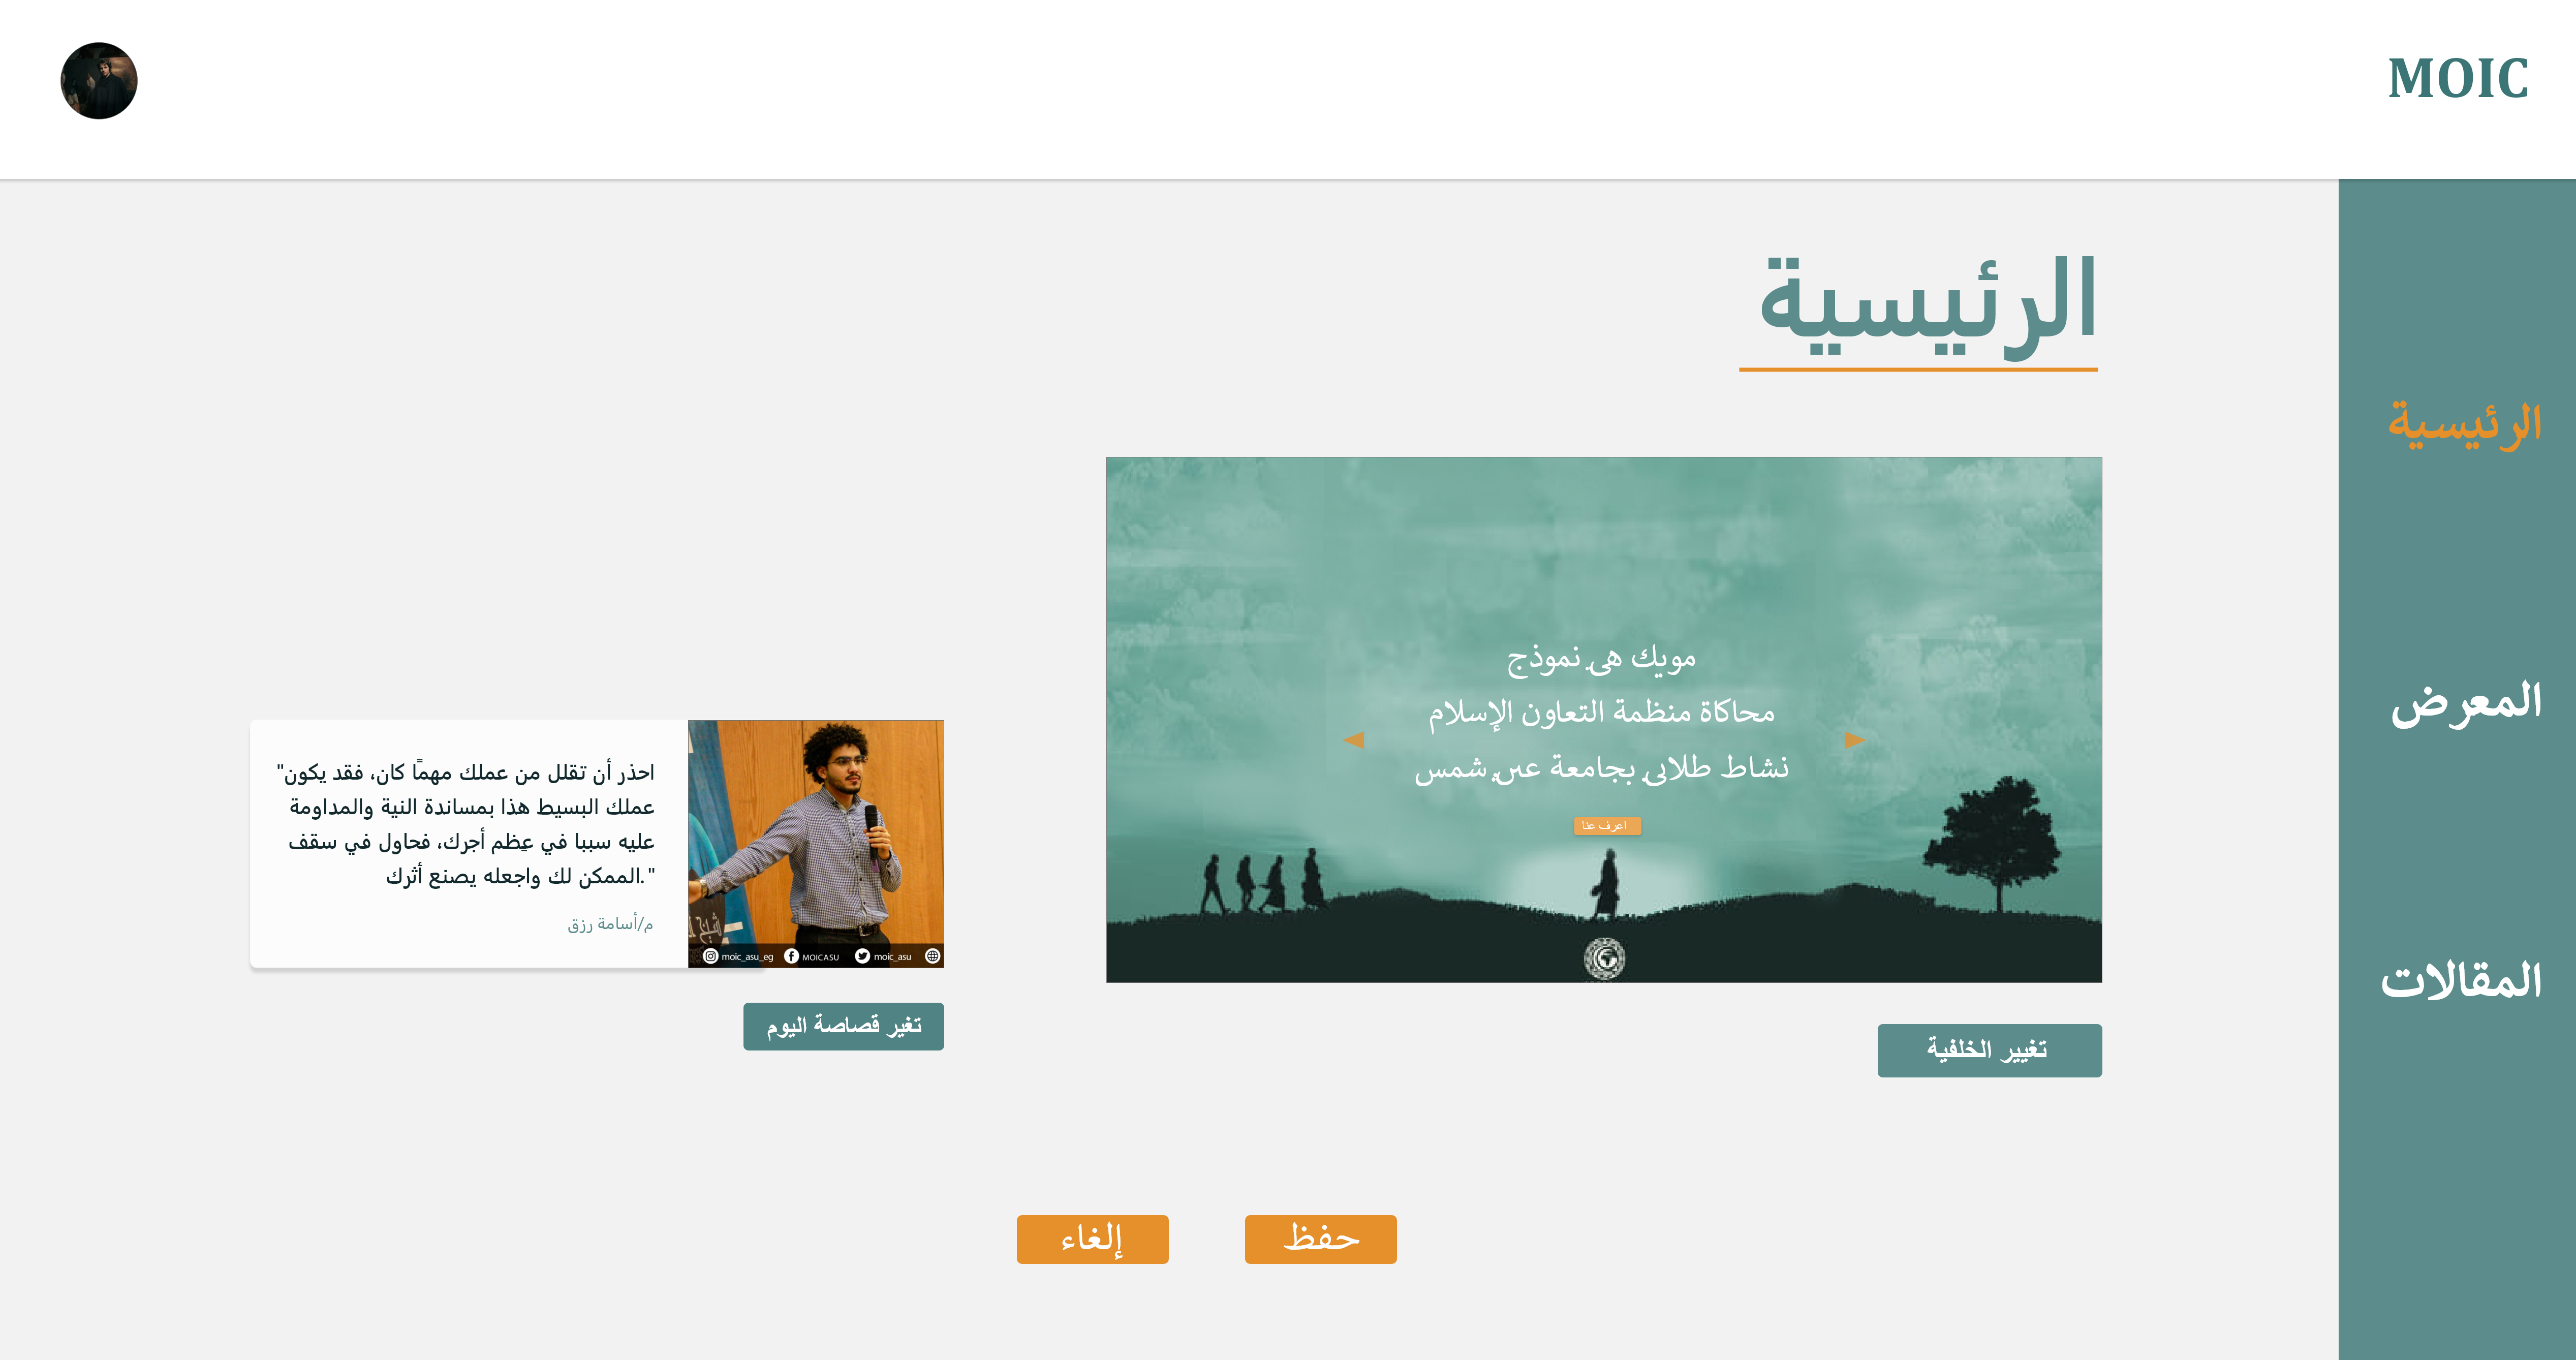 MOIC
الرئيسية
الرئيسية
المعرض
المقالات
مويك هى نموذج
محاكاة منظمة التعاون الإسلام
نشاط طلابى بجامعة عين شمس
اعرف عنا
تغيير الخلفية
"احذر أن تقلل من عملك مهمًا كان، فقد يكون
عملك البسيط هذا بمساندة النية والمداومة
عليه سببا في عِظم أجرك، فحاول في سقف
الممكن لك واجعله يصنع أثرك."
م/أسامة رزق
moic_asu_eg MOICASU moic_asu
تغير قصاصة اليوم
حفظ
إلغاء